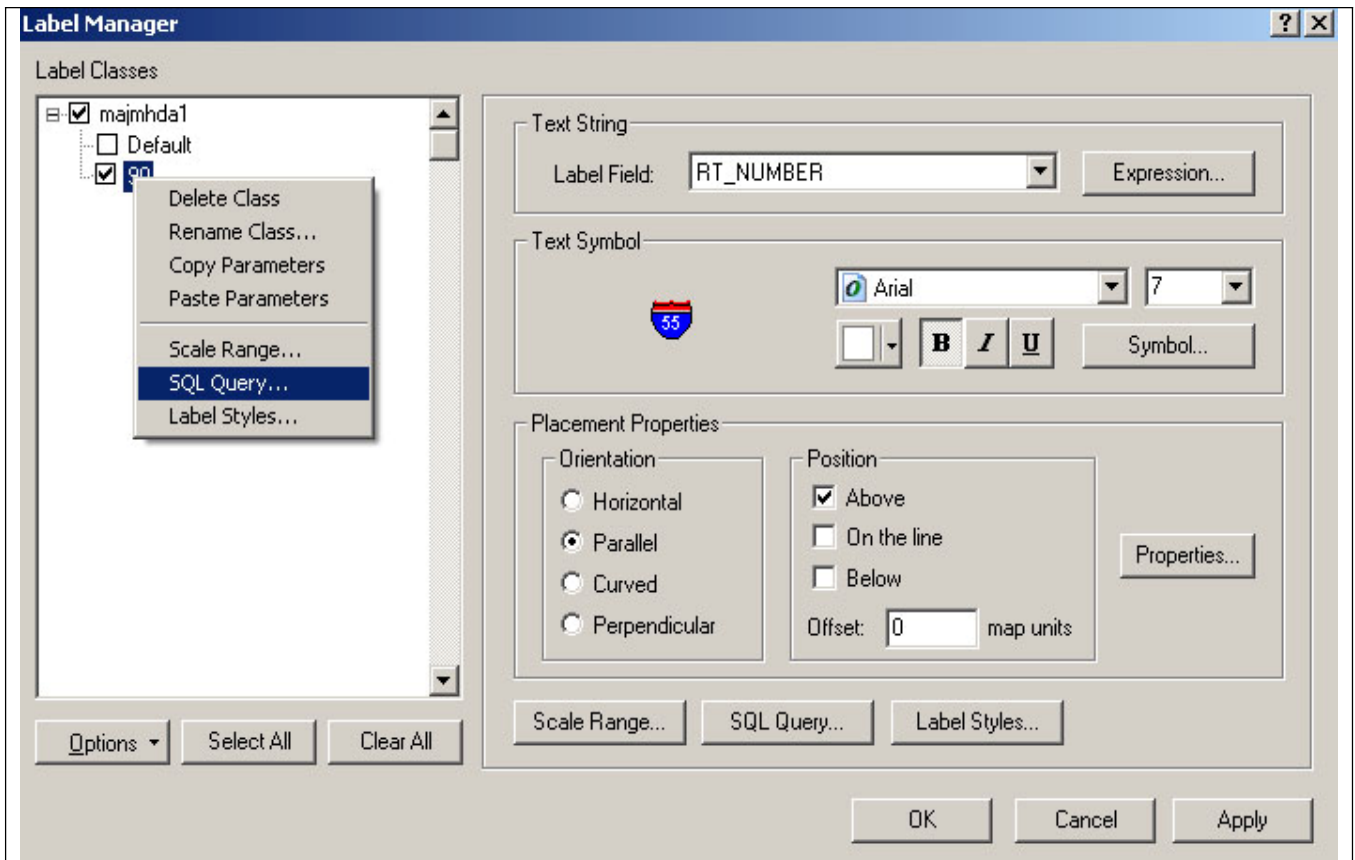 Label Manager
Label Classes
majmhda1
Default
90
Delete Class
Rename Class...
Copy Parameters
Paste Parameters
Scale Range...
SQL Query...
Label Styles...
Options
Select All
Clear All
Text String
Label Field:
RT_NUMBER
Expression...
Text Symbol
55
Arial
7
B I U
Symbol...
Placement Properties
Orientation
Horizontal
Parallel
Curved
Perpendicular
Position
Above
On the line
Below
Offset: 0 map units
Properties...
Scale Range...
SQL Query...
Label Styles...
OK
Cancel
Apply